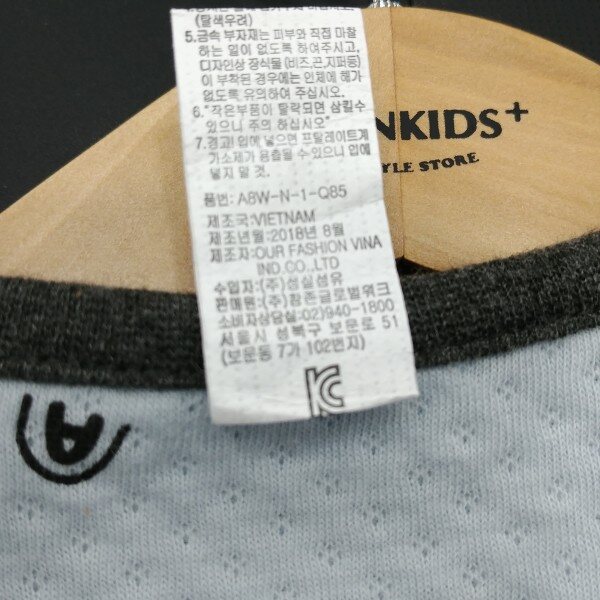 (탈색우려)
5.금속 부자재는 피부와 직접 마찰
하는 일이 없도록 하여주시고,
디자인상 장식물(비즈,끈,지퍼등)
이 부착된 경우에는 인체에 해가
없도록 유의하여 주십시오.
6."작은부품이 탈락되면 삼킬수
있으니 주의 하십시오"
7.경고! 입에 넣으면 프탈레이트계
가소제가 용출될 수 있으니 입에
넣지 말 것.
품번: A8W-N-1-Q85
제조국:VIETNAM
제조년월:2018년 8월
제조자:OUR FASHION VINA
IND.CO.,LTD
수입자:(주)성실섬유
판매원:(주)참존글로벌워크
소비자상담실:02)940-1800
서울시 성북구 보문로 51
(보문동 7가 102번지)
KC
NKIDS+
YLE STORE
A